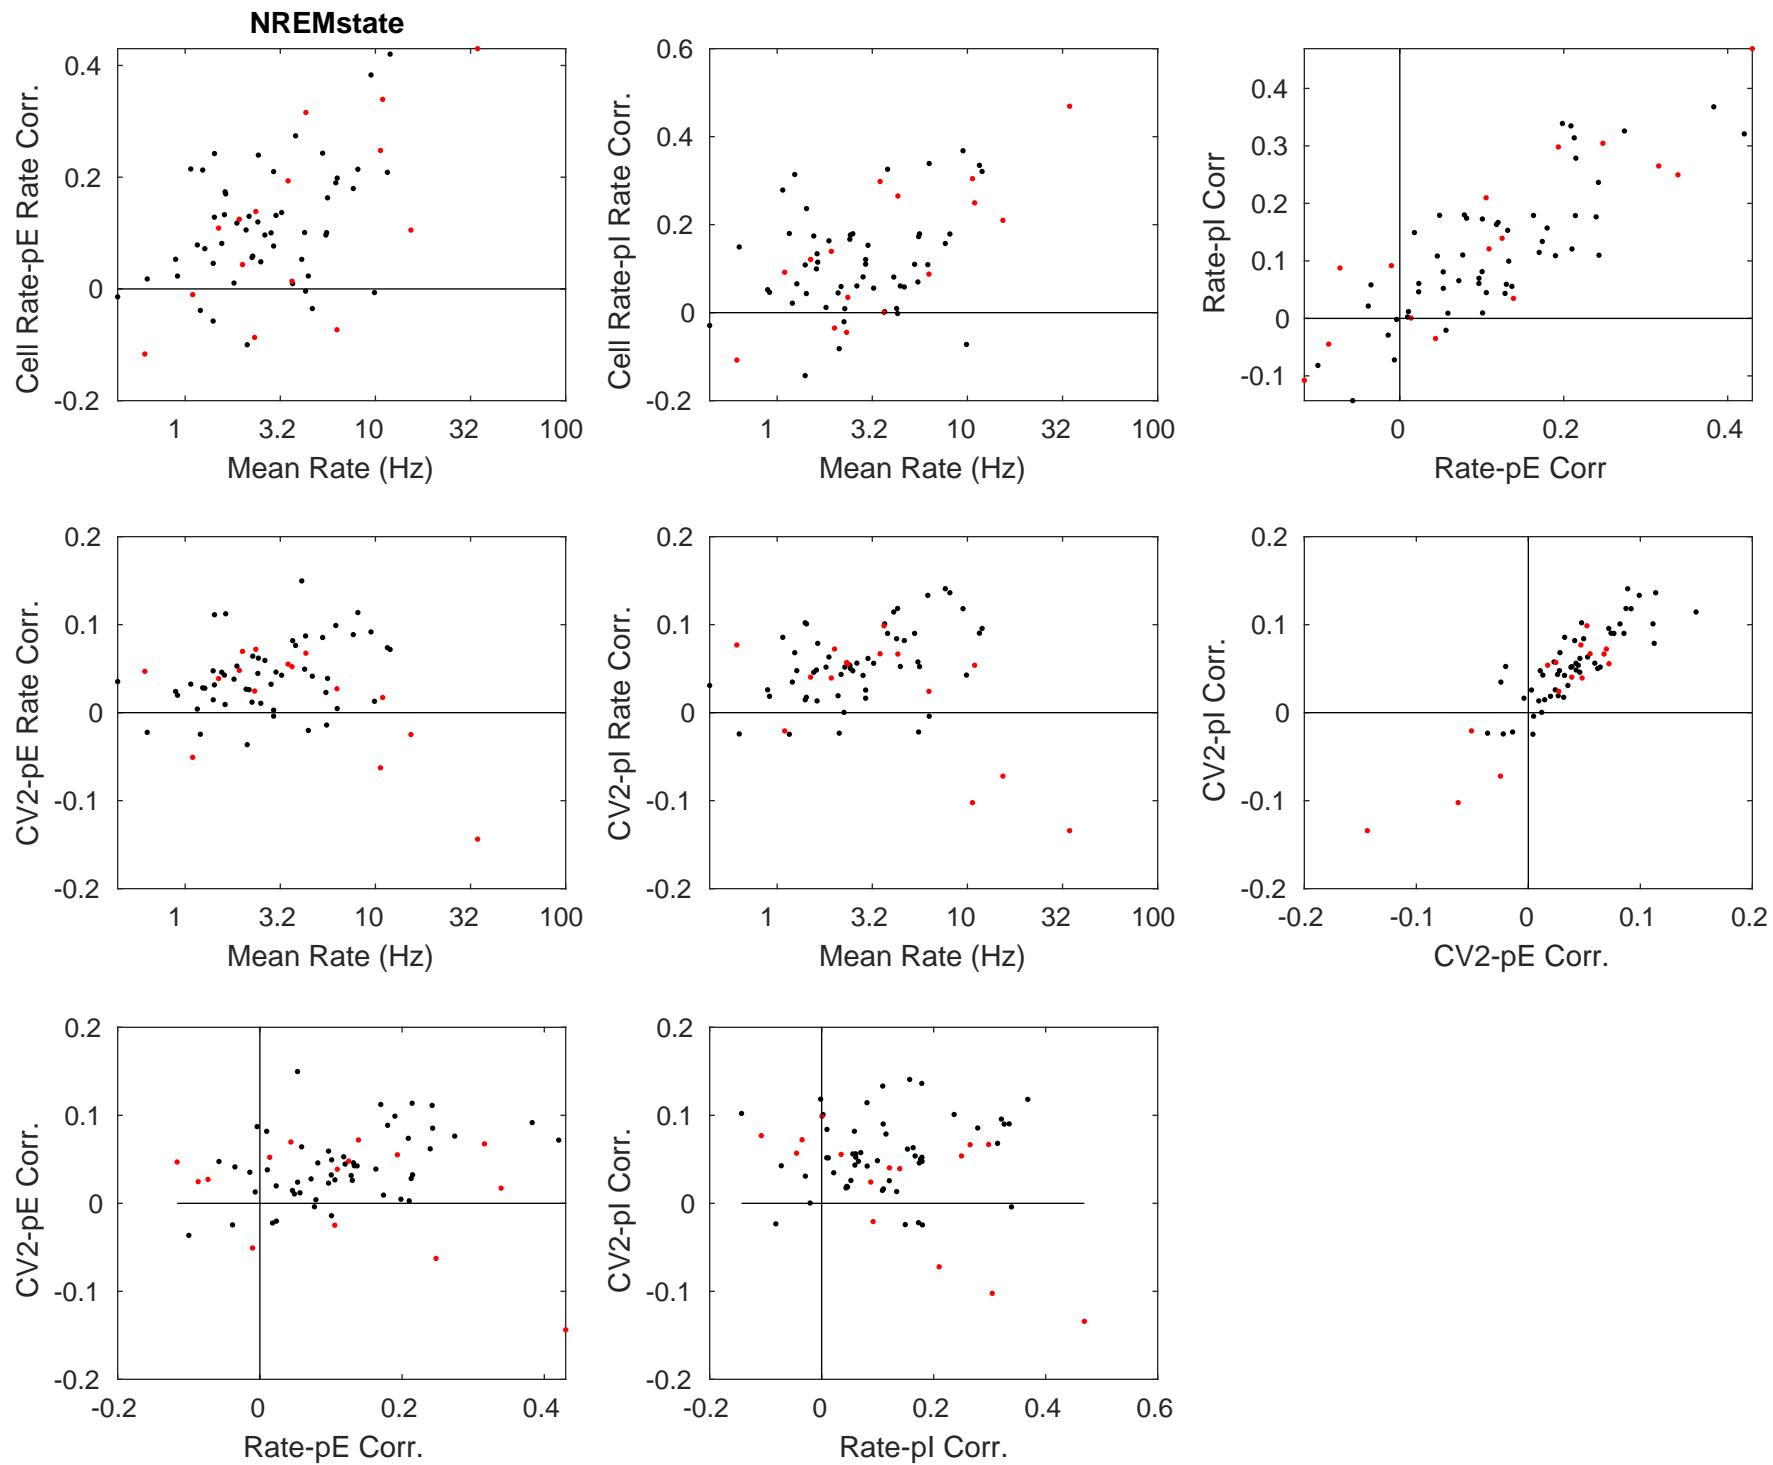 NREMstate
Cell Rate-pE Rate Corr.
0.4
0.2
0
-0.2
1 3.2 10 32 100
Mean Rate (Hz)
Cell Rate-pI Rate Corr.
0.6
0.4
0.2
0
-0.2
1 3.2 10 32 100
Mean Rate (Hz)
Rate-pI Corr
0.4
0.3
0.2
0.1
0
-0.1
0 0.2 0.4
Rate-pE Corr
CV2-pE Rate Corr.
0.2
0.1
0
-0.1
-0.2
1 3.2 10 32 100
Mean Rate (Hz)
CV2-pI Rate Corr.
0.2
0.1
0
-0.1
-0.2
1 3.2 10 32 100
Mean Rate (Hz)
CV2-pI Corr.
0.2
0.1
0
-0.1
-0.2
-0.2 -0.1 0 0.1 0.2
CV2-pE Corr.
CV2-pE Corr.
0.2
0.1
0
-0.1
-0.2
-0.2 0 0.2 0.4
Rate-pE Corr.
CV2-pI Corr.
0.2
0.1
0
-0.1
-0.2
-0.2 0 0.2 0.4 0.6
Rate-pI Corr.